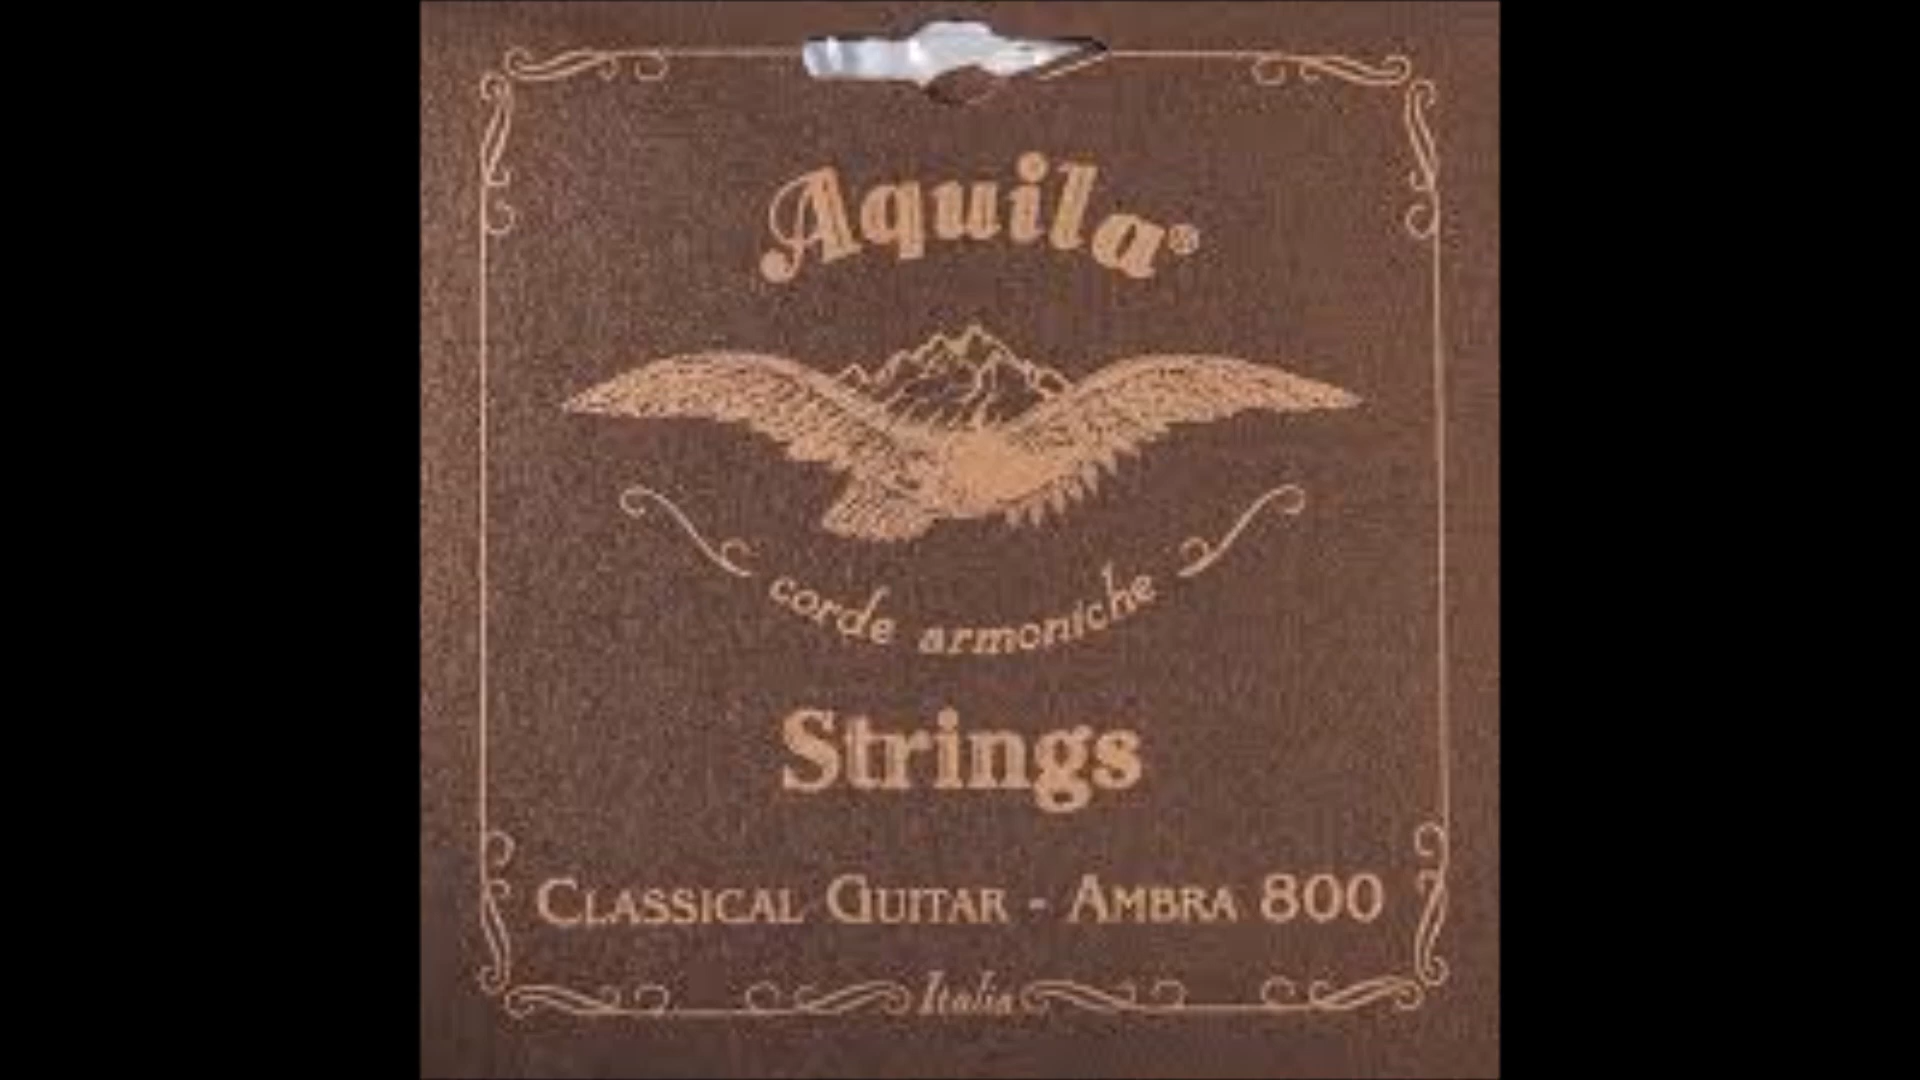 Aquila®
corde armoniche
Strings
CLASSICAL GUITAR - AMBRA 800
Italia